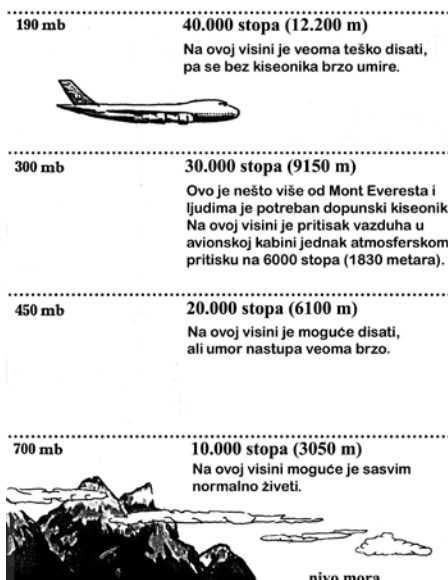 190 mb
40.000 stopa (12.200 m)
Na ovoj visini je veoma teško disati,
pa se bez kiseonika brzo umire.
300 mb
30.000 stopa (9150 m)
Ovo je nešto više od Mont Everesta i
ljudima je potreban dopunski kiseonik
Na ovoj visini je pritisak vazduha u
avionskoj kabini jednak atmosferskom
pritisku na 6000 stopa (1830 metara).
450 mb
20.000 stopa (6100 m)
Na ovoj visini je moguće disati,
ali umor nastupa veoma brzo.
700 mb
10.000 stopa (3050 m)
Na ovoj visini moguće je sasvim
normalno živeti.
nivo mora